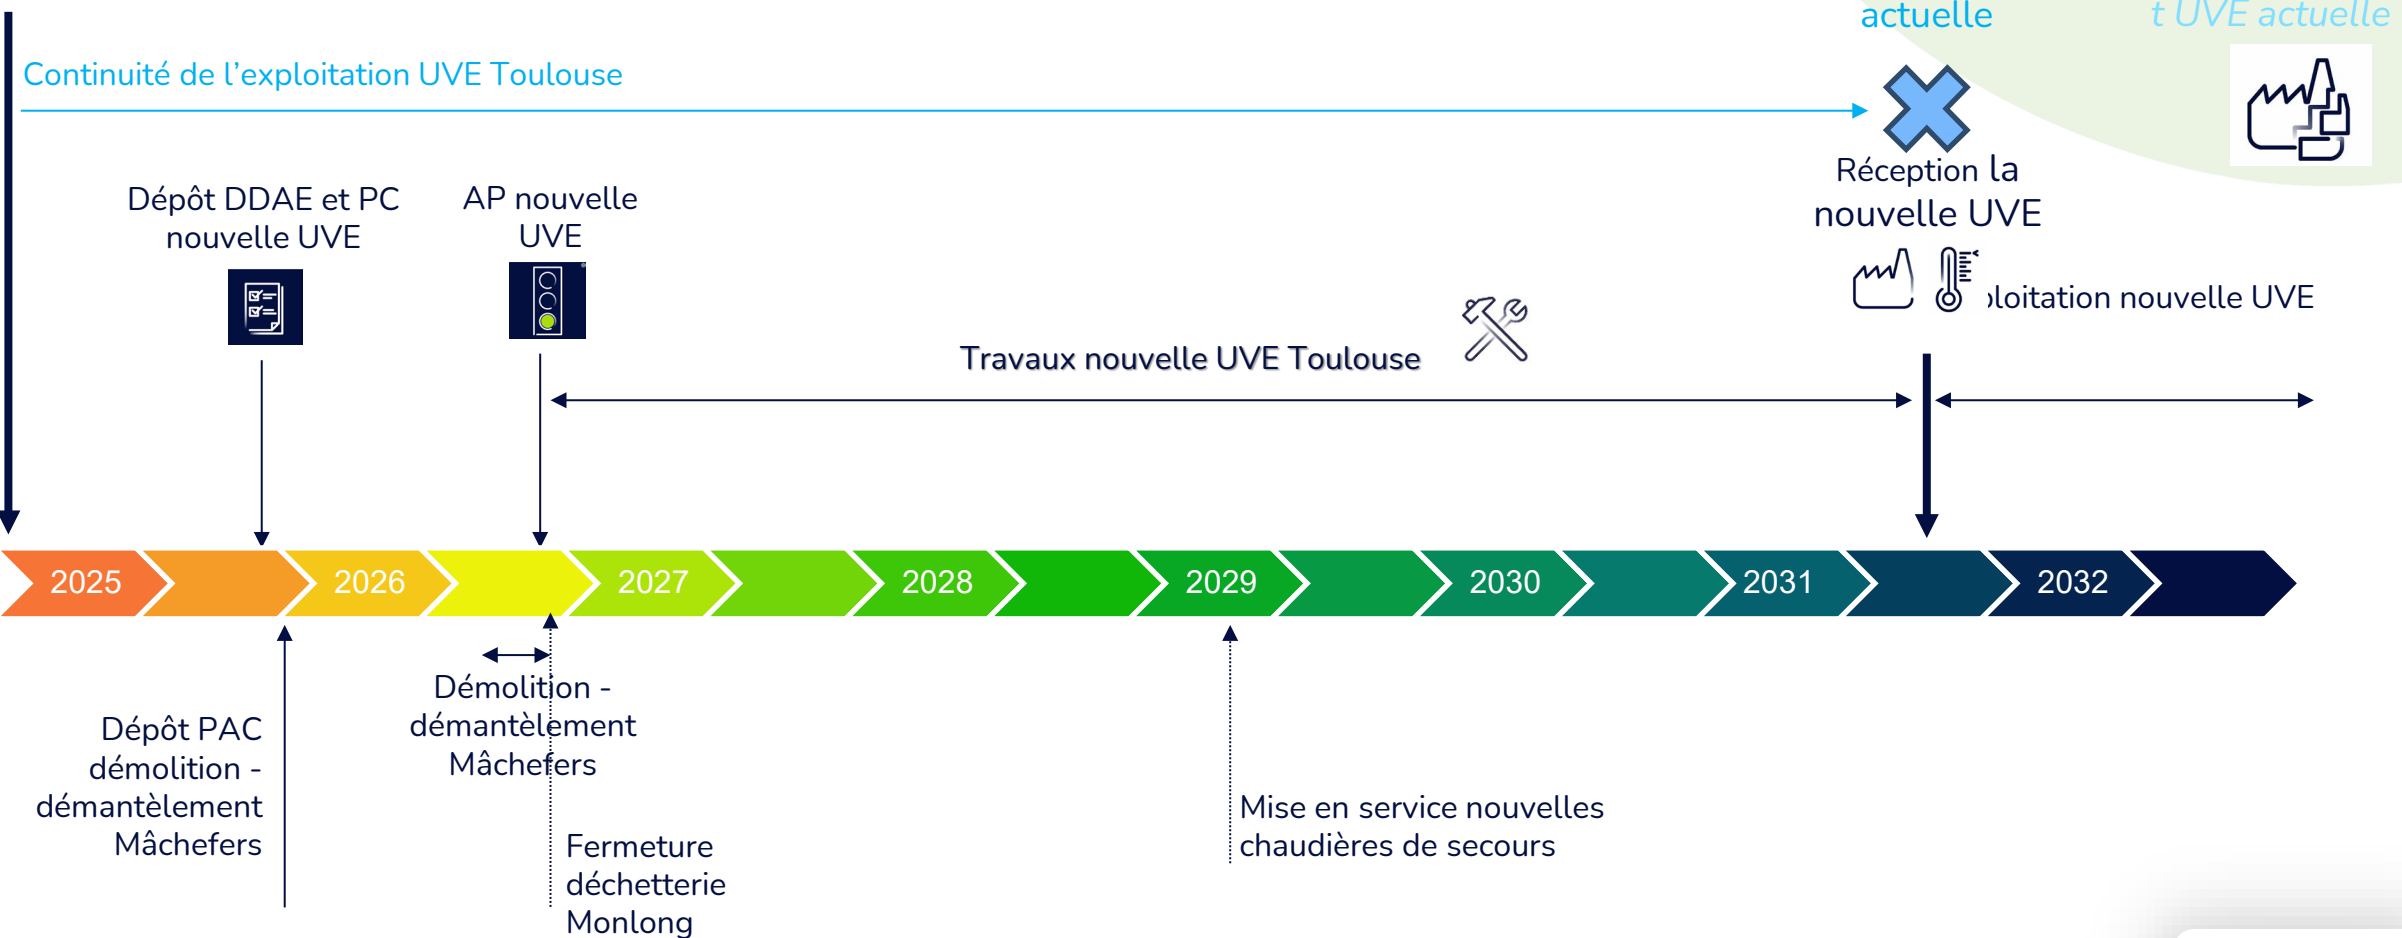 actuelle
t UVE actuelle
Continuité de l'exploitation UVE Toulouse
Réception la
nouvelle UVE
Dépôt DDAE et PC
nouvelle UVE
AP nouvelle
UVE
loitation nouvelle UVE
Travaux nouvelle UVE Toulouse
2025
2026
2027
2028
2029
2030
2031
2032
Démolition -
démantèlement
Mâchefers
Dépôt PAC
démolition -
démantèlement
Mâchefers
Mise en service nouvelles
chaudières de secours
Fermeture
déchetterie
Monlong